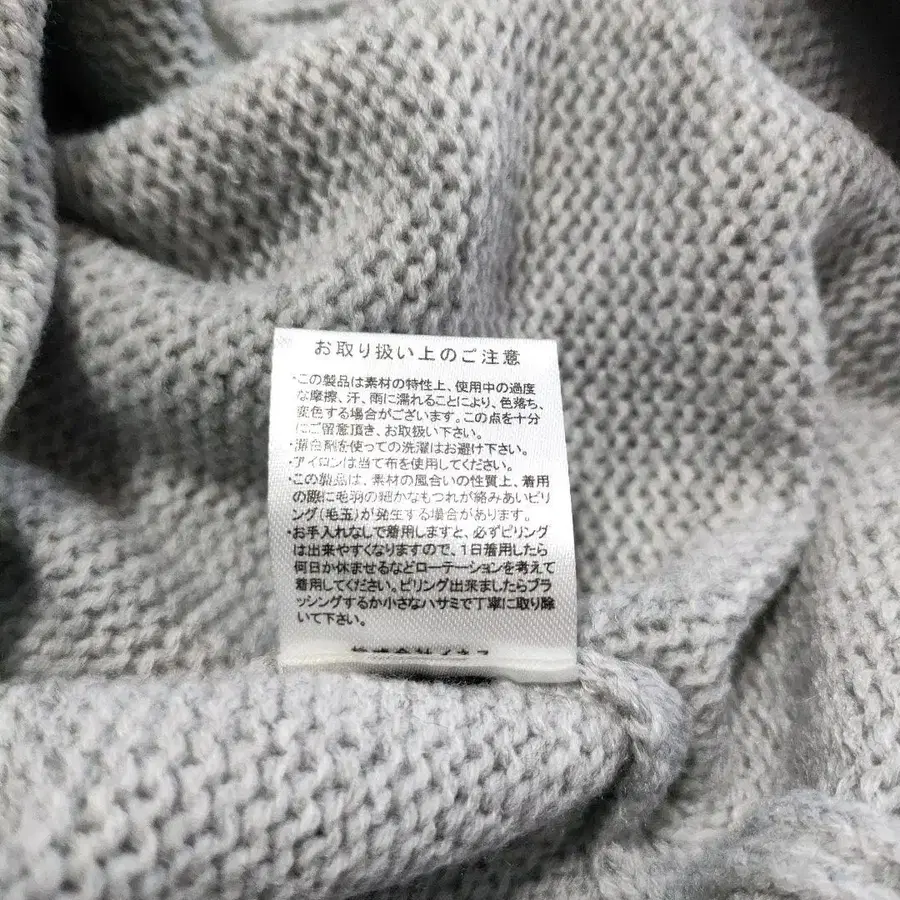 お取り扱い上のご注意
・この製品は素材の特性上、使用中の過度
な摩擦、汗、雨に濡れることにより、色落ち、
変色する場合がございます。この点を十分
にご留意頂き、お取扱い下さい。
・漂白剤を使っての洗濯はお避け下さい。
・アイロンは当て布を使用してください。
・この製品は、素材の風合いの性質上、着用
の際に毛羽の細かなもつれが絡みあいピリ
ング(毛玉)が発生する場合があります。
・お手入れなしで着用しますと、必ずピリング
は出来やすくなりますので、1日着用したら
何日か休ませるなどローテーションを考えて
着用してください。ピリング出来ましたらブラ
ッシングするか小さなハサミで丁寧に取り除
いて下さい。
株式会社イネス